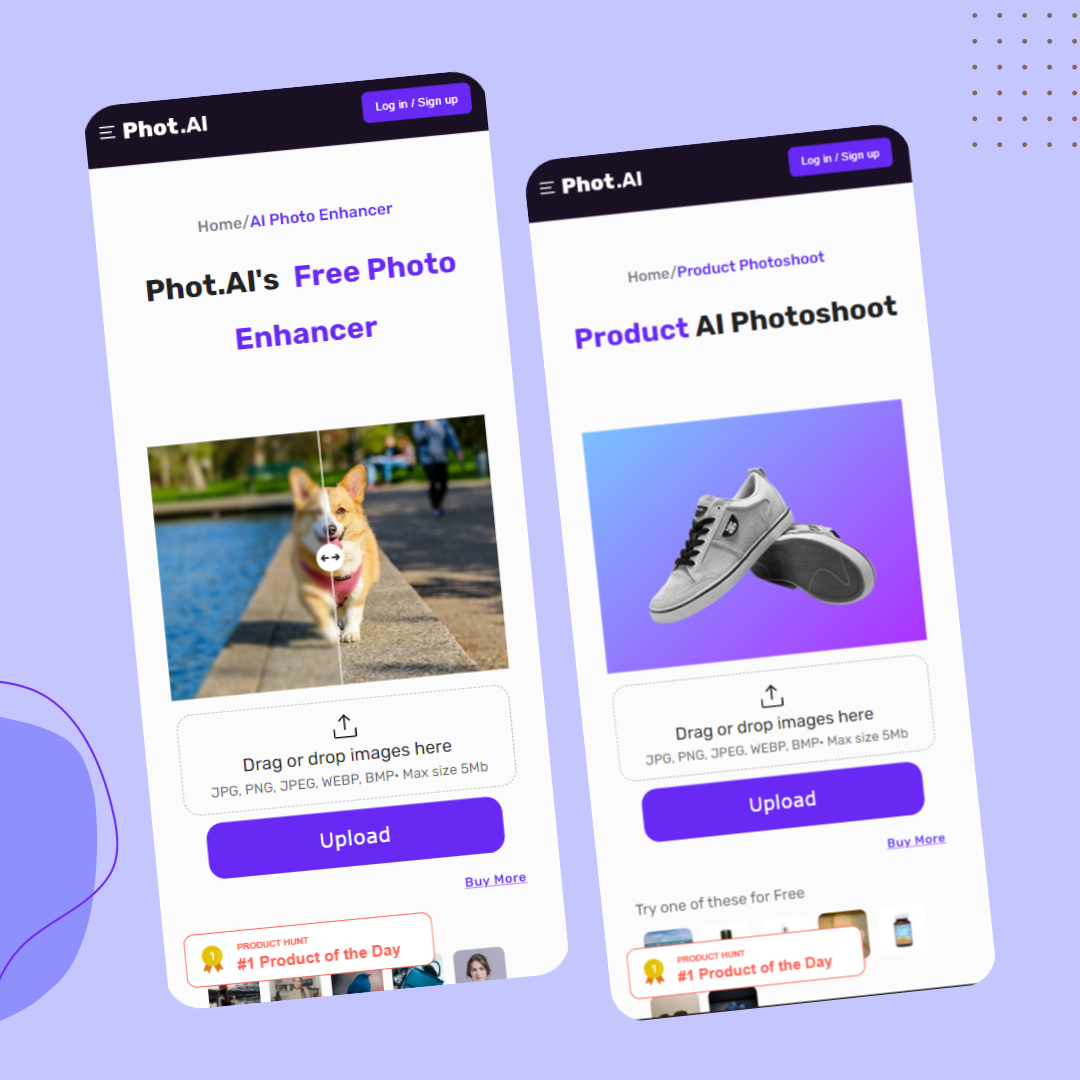 Phot.AI
Log in / Sign up
Home/AI Photo Enhancer
Phot.AI's Free Photo
Enhancer
Drag or drop images here
JPG, PNG, JPEG, WEBP, BMP• Max size 5Mb
Upload
Buy More
1
PRODUCT HUNT
#1 Product of the Day
Phot.AI
Log in / Sign up
Home/Product Photoshoot
Product AI Photoshoot
Drag or drop images here
JPG, PNG, JPEG, WEBP, BMP• Max size 5Mb
Upload
Buy More
Try one of these for Free
1
PRODUCT HUNT
#1 Product of the Day